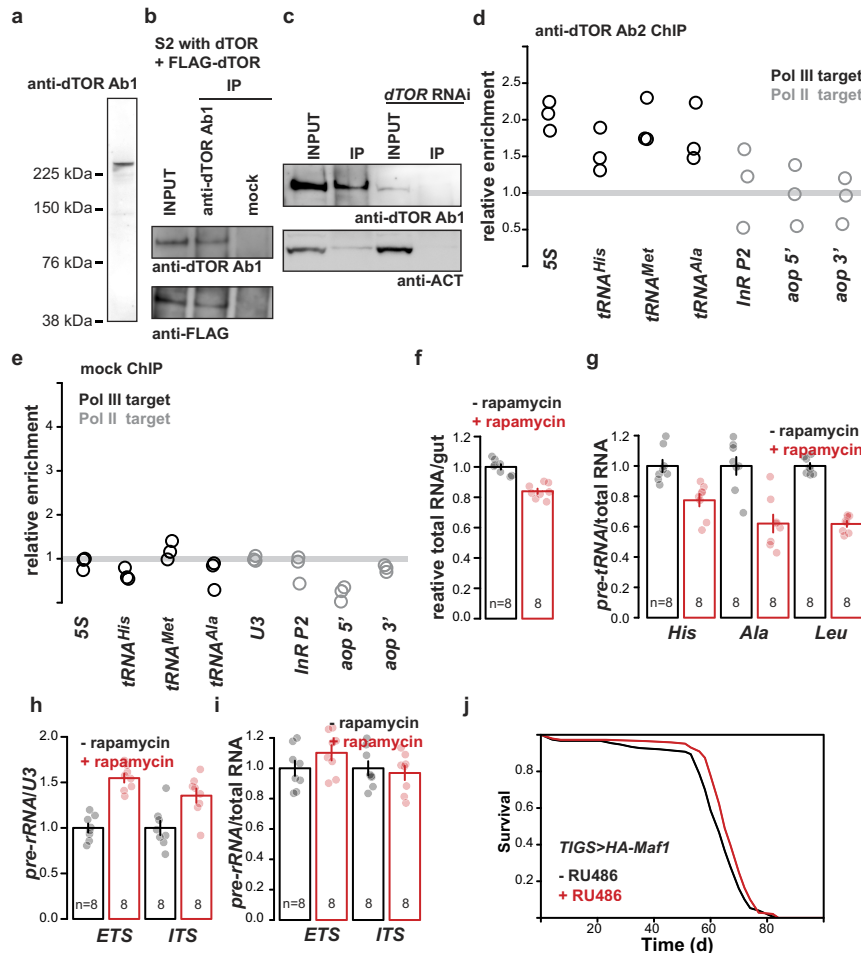 a
anti-dTOR Ab1
225 kDa
150 kDa
76 kDa
38 kDa
b
S2 with dTOR
+ FLAG-dTOR
IP
INPUT
anti-dTOR Ab1
mock
anti-dTOR Ab1
anti-FLAG
c
dTOR RNAi
INPUT
IP
INPUT
IP
anti-dTOR Ab1
anti-ACT
d
anti-dTOR Ab2 ChIP
Pol III target
Pol II target
relative enrichment
2.5
2.0
1.5
1.0
0.5
5S
tRNAHis
tRNAMet
tRNAAla
InR P2
aop 5’
aop 3’
e
mock ChIP
Pol III target
Pol II target
relative enrichment
4
3
2
1
5S
tRNAHis
tRNAMet
tRNAAla
U3
InR P2
aop 5’
aop 3’
f
- rapamycin
+ rapamycin
reative total RNA/gut
1.2
1.0
0.8
0.6
0.4
0.2
0.0
n=8
8
g
- rapamycin
+ rapamycin
pre-tRNA/total RNA
1.2
1.0
0.8
0.6
0.4
0.2
0.0
n=8
8
8
8
8
8
His
Ala
Leu
h
- rapamycin
+ rapamycin
pre-rRNA/U3
2.0
1.5
1.0
0.5
0.0
n=8
8
8
8
ETS
ITS
i
- rapamycin
+ rapamycin
pre-rRNA/total RNA
1.2
1.0
0.8
0.6
0.4
0.2
0.0
n=8
8
8
8
ETS
ITS
j
Survival
0.8
0.6
0.4
0.2
TIGS>HA-Maf1
- RU486
+ RU486
20
40
60
80
Time (d)